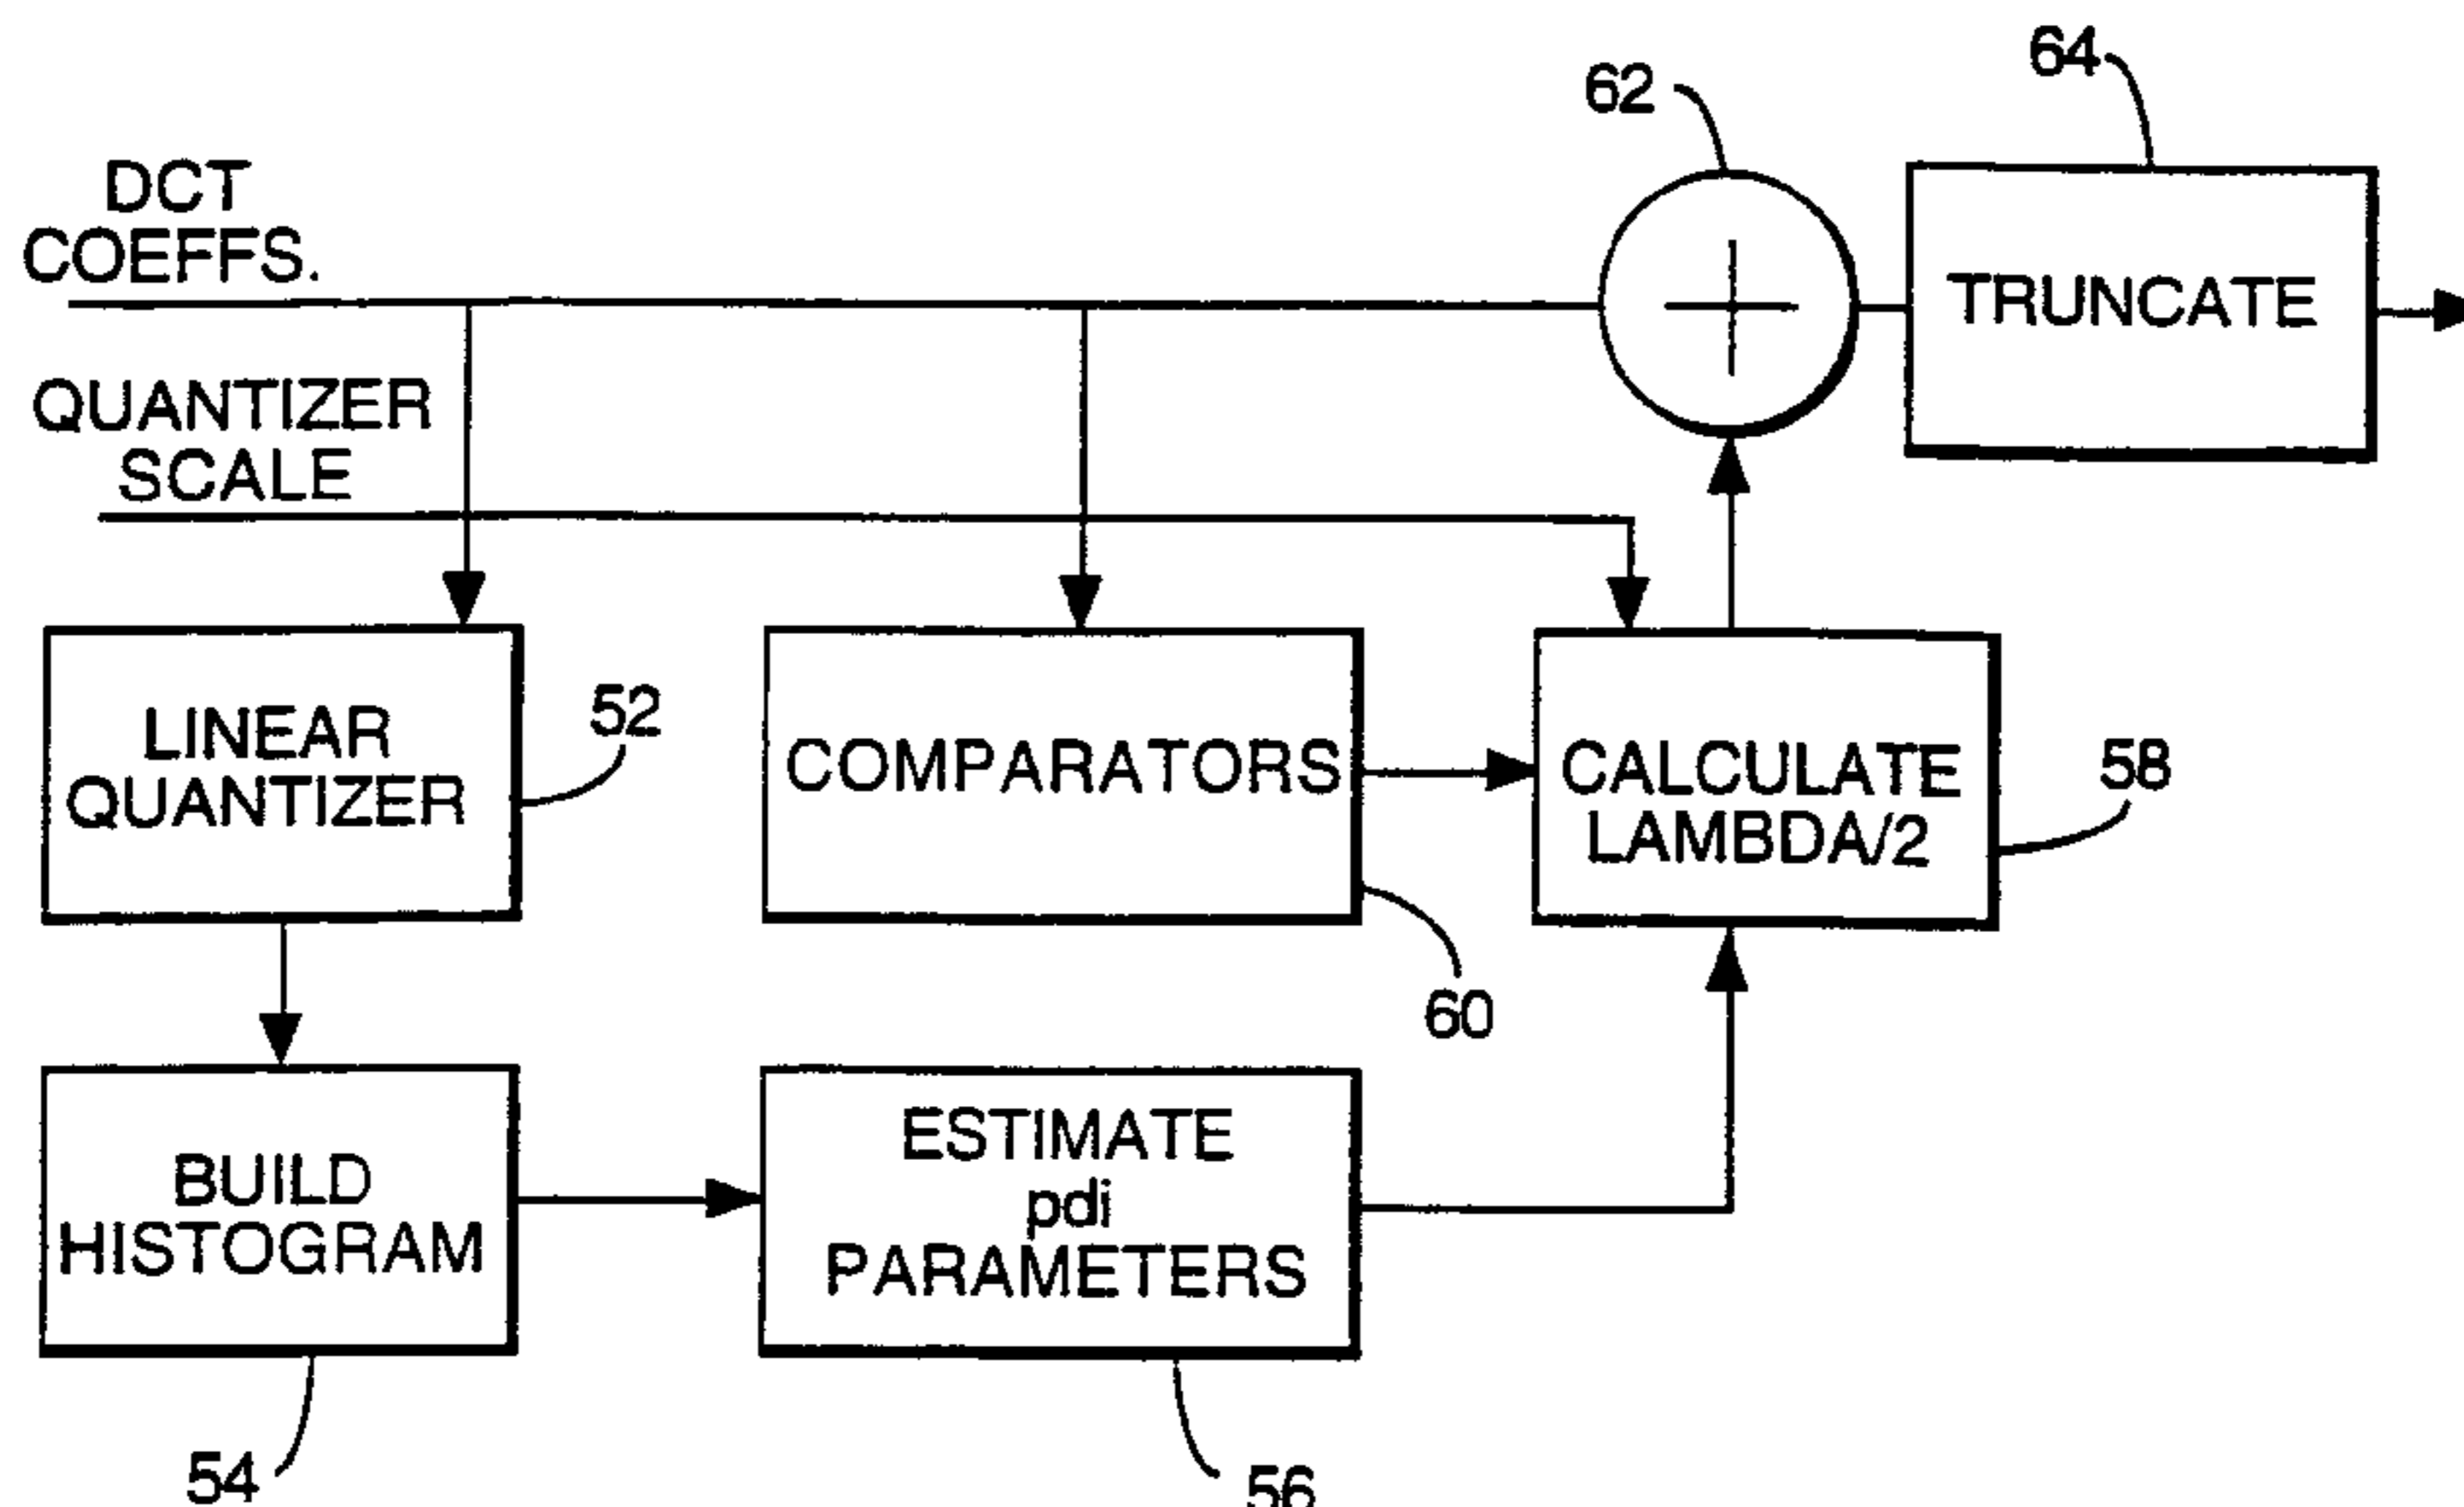 64
62
DCT
COEFFS.
TRUNCATE
QUANTIZER
SCALE
52
LINEAR
QUANTIZER
COMPARATORS
CALCULATE
LAMBDA/2
58
60
BUILD
HISTOGRAM
ESTIMATE
pdi
PARAMETERS
54
56